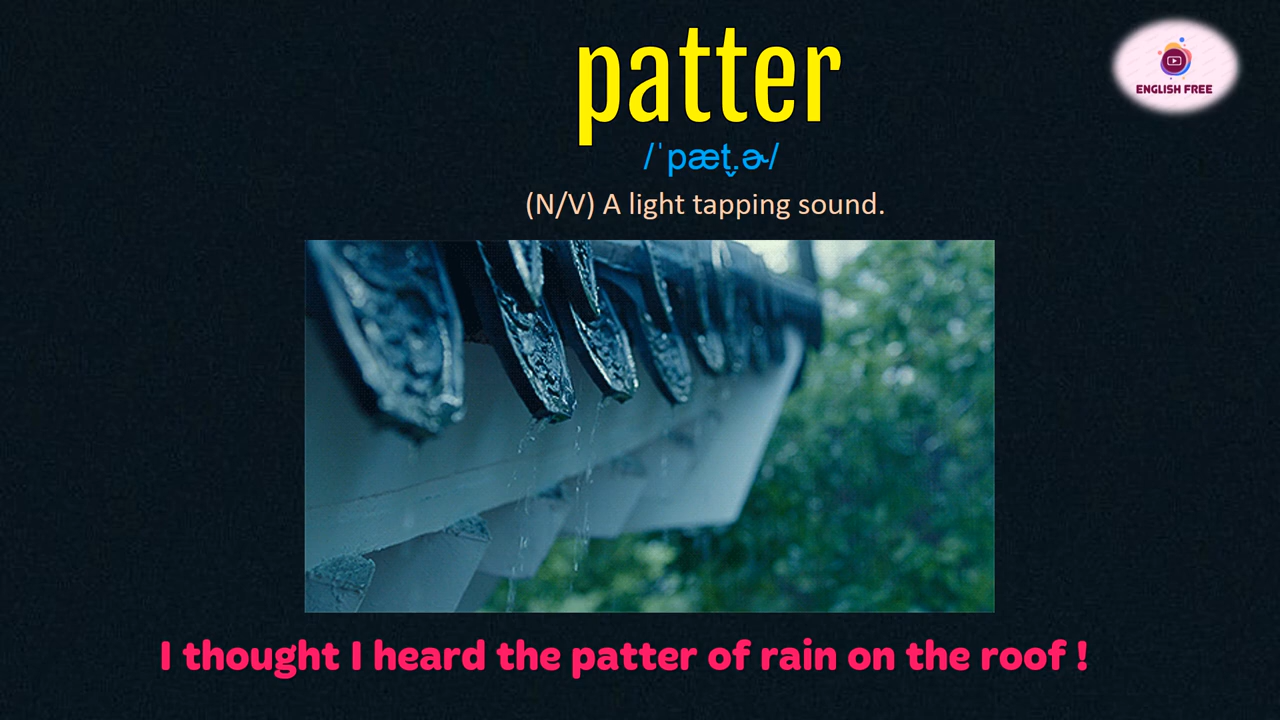 patter
ENGLISH FREE
/ˈpæt̬.ɚ/
(N/V) A light tapping sound.
I thought I heard the patter of rain on the roof !